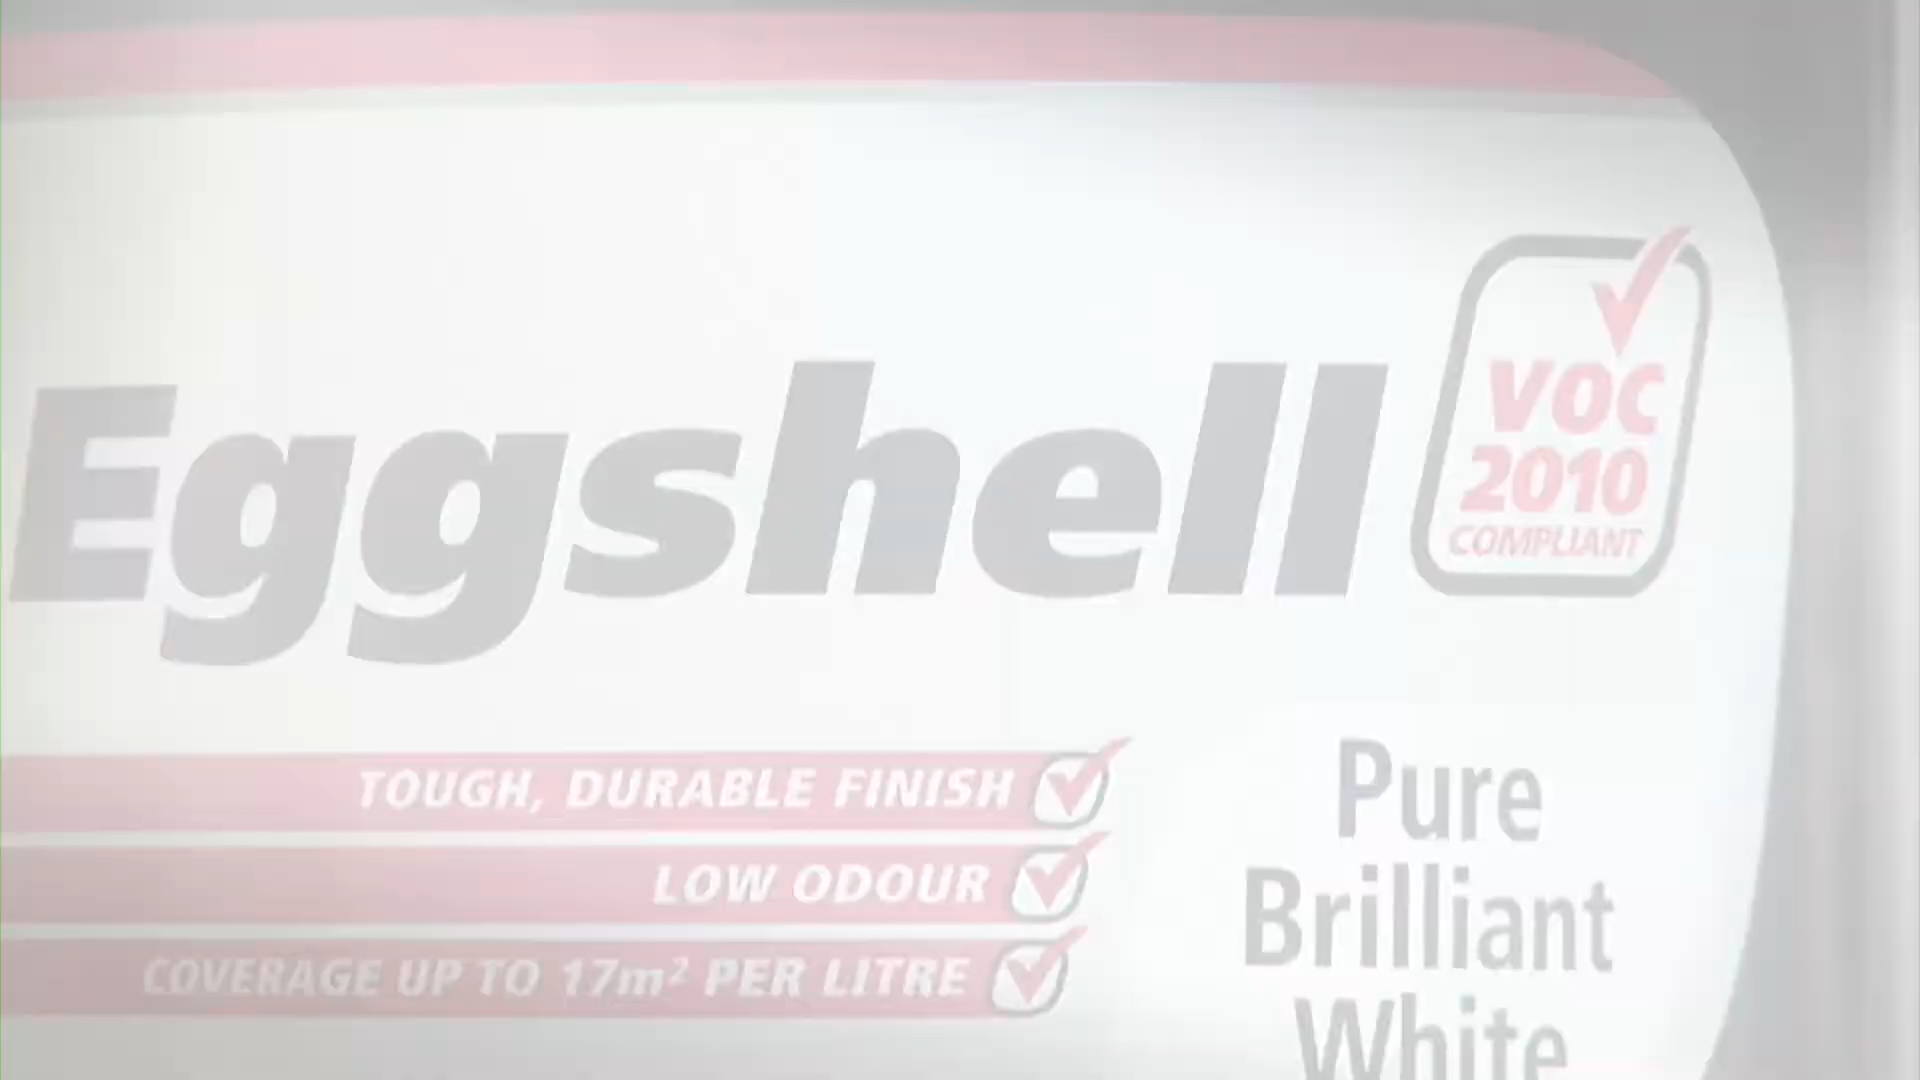 Eggshell
VOC
2010
COMPLIANT
TOUGH, DURABLE FINISH
LOW ODOUR
COVERAGE UP TO 17m² PER LITRE
Pure
Brilliant
White